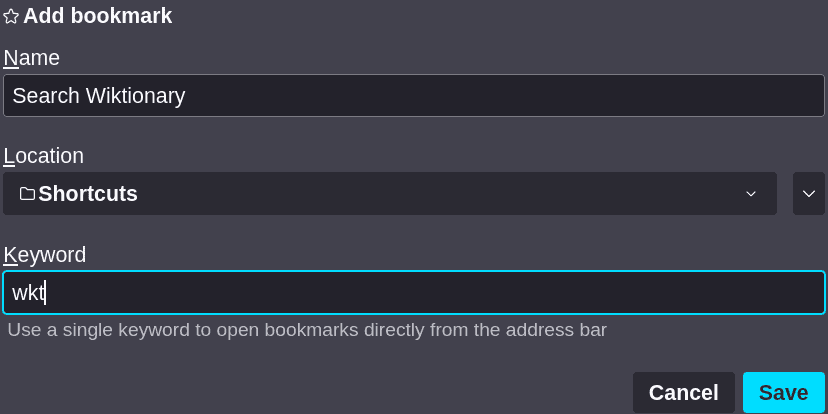 Add bookmark
Name
Search Wiktionary
Location
Shortcuts
Keyword
wkt
Use a single keyword to open bookmarks directly from the address bar
Cancel Save